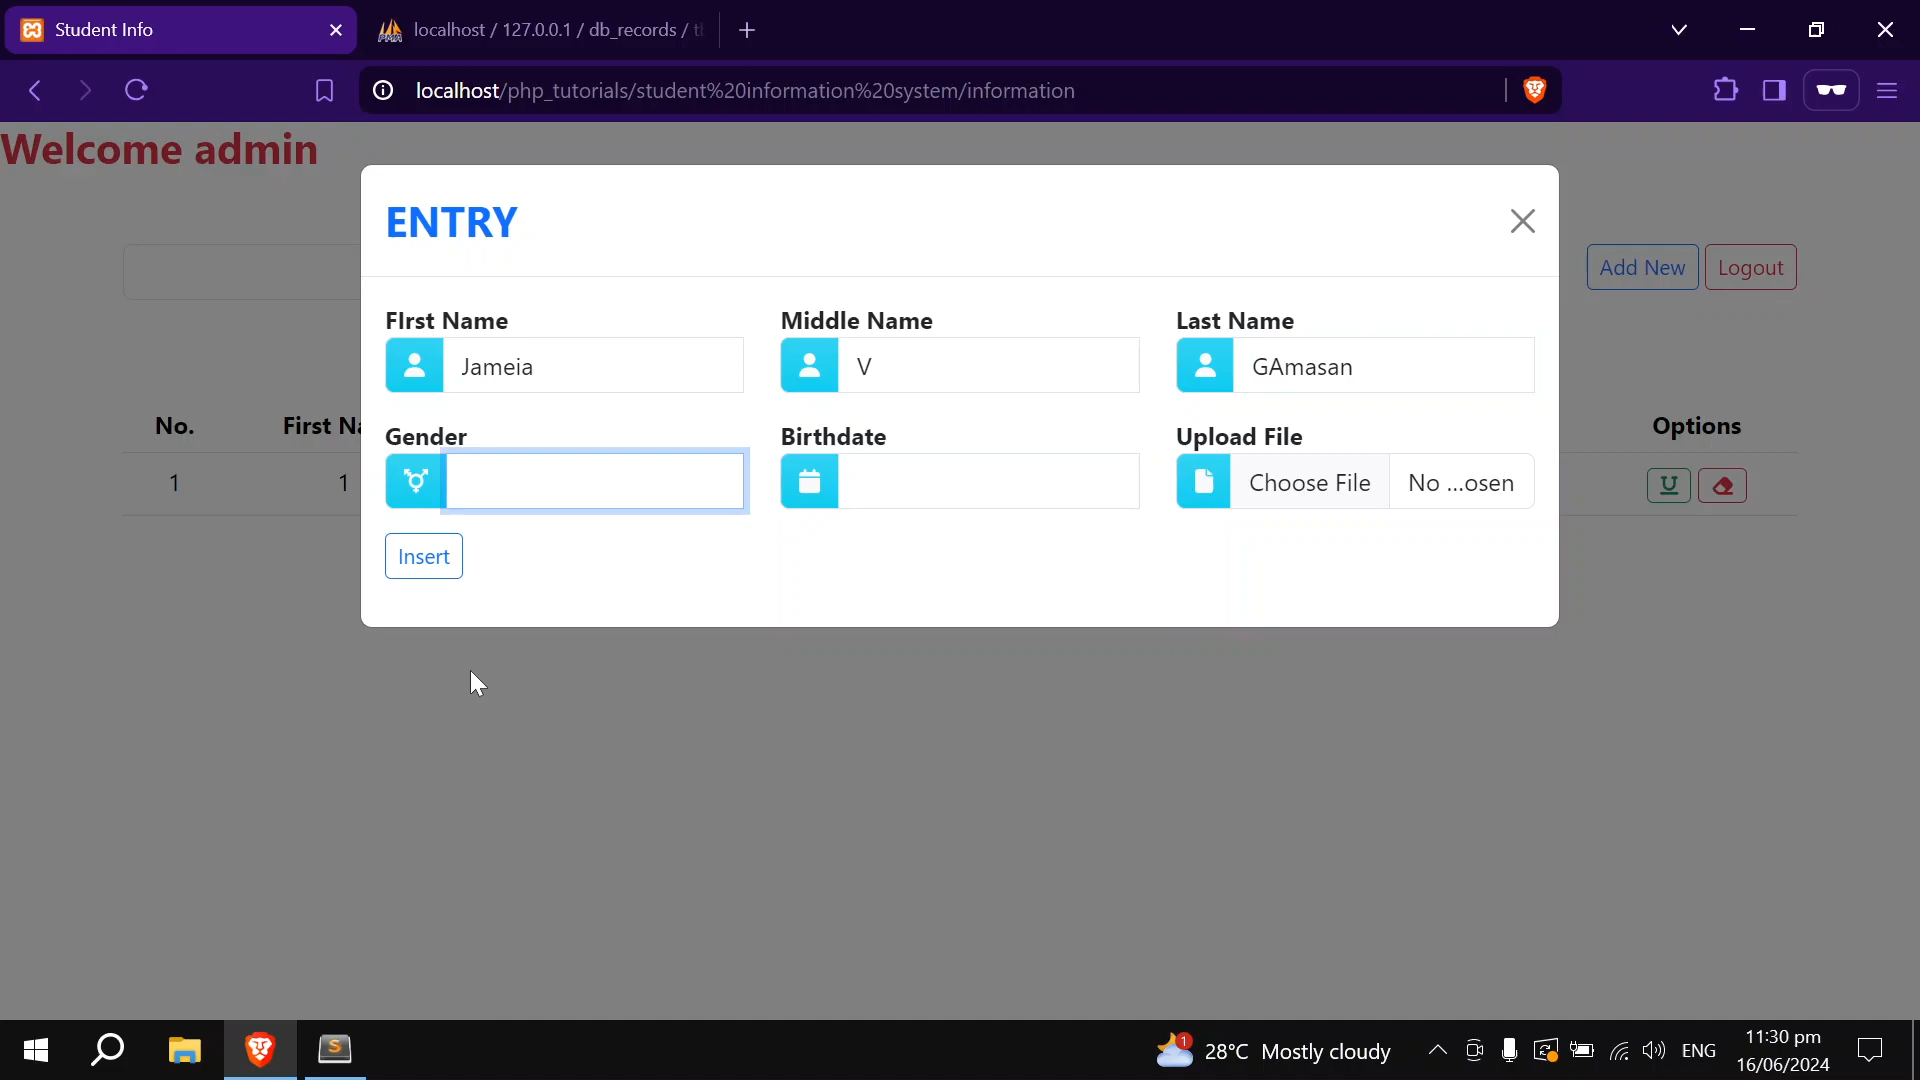 Student Info
localhost / 127.0.0.1 / db_records /
localhost/php_tutorials/student%20information%20system/information
Welcome admin
ENTRY
Add New
Logout
FIrst Name
Middle Name
Last Name
Jameia
V
GAmasan
No.
First Na
Gender
Birthdate
Upload File
Options
1
1
Choose File
No ...osen
Insert
1
28°C Mostly cloudy
ENG
11:30 pm
16/06/2024